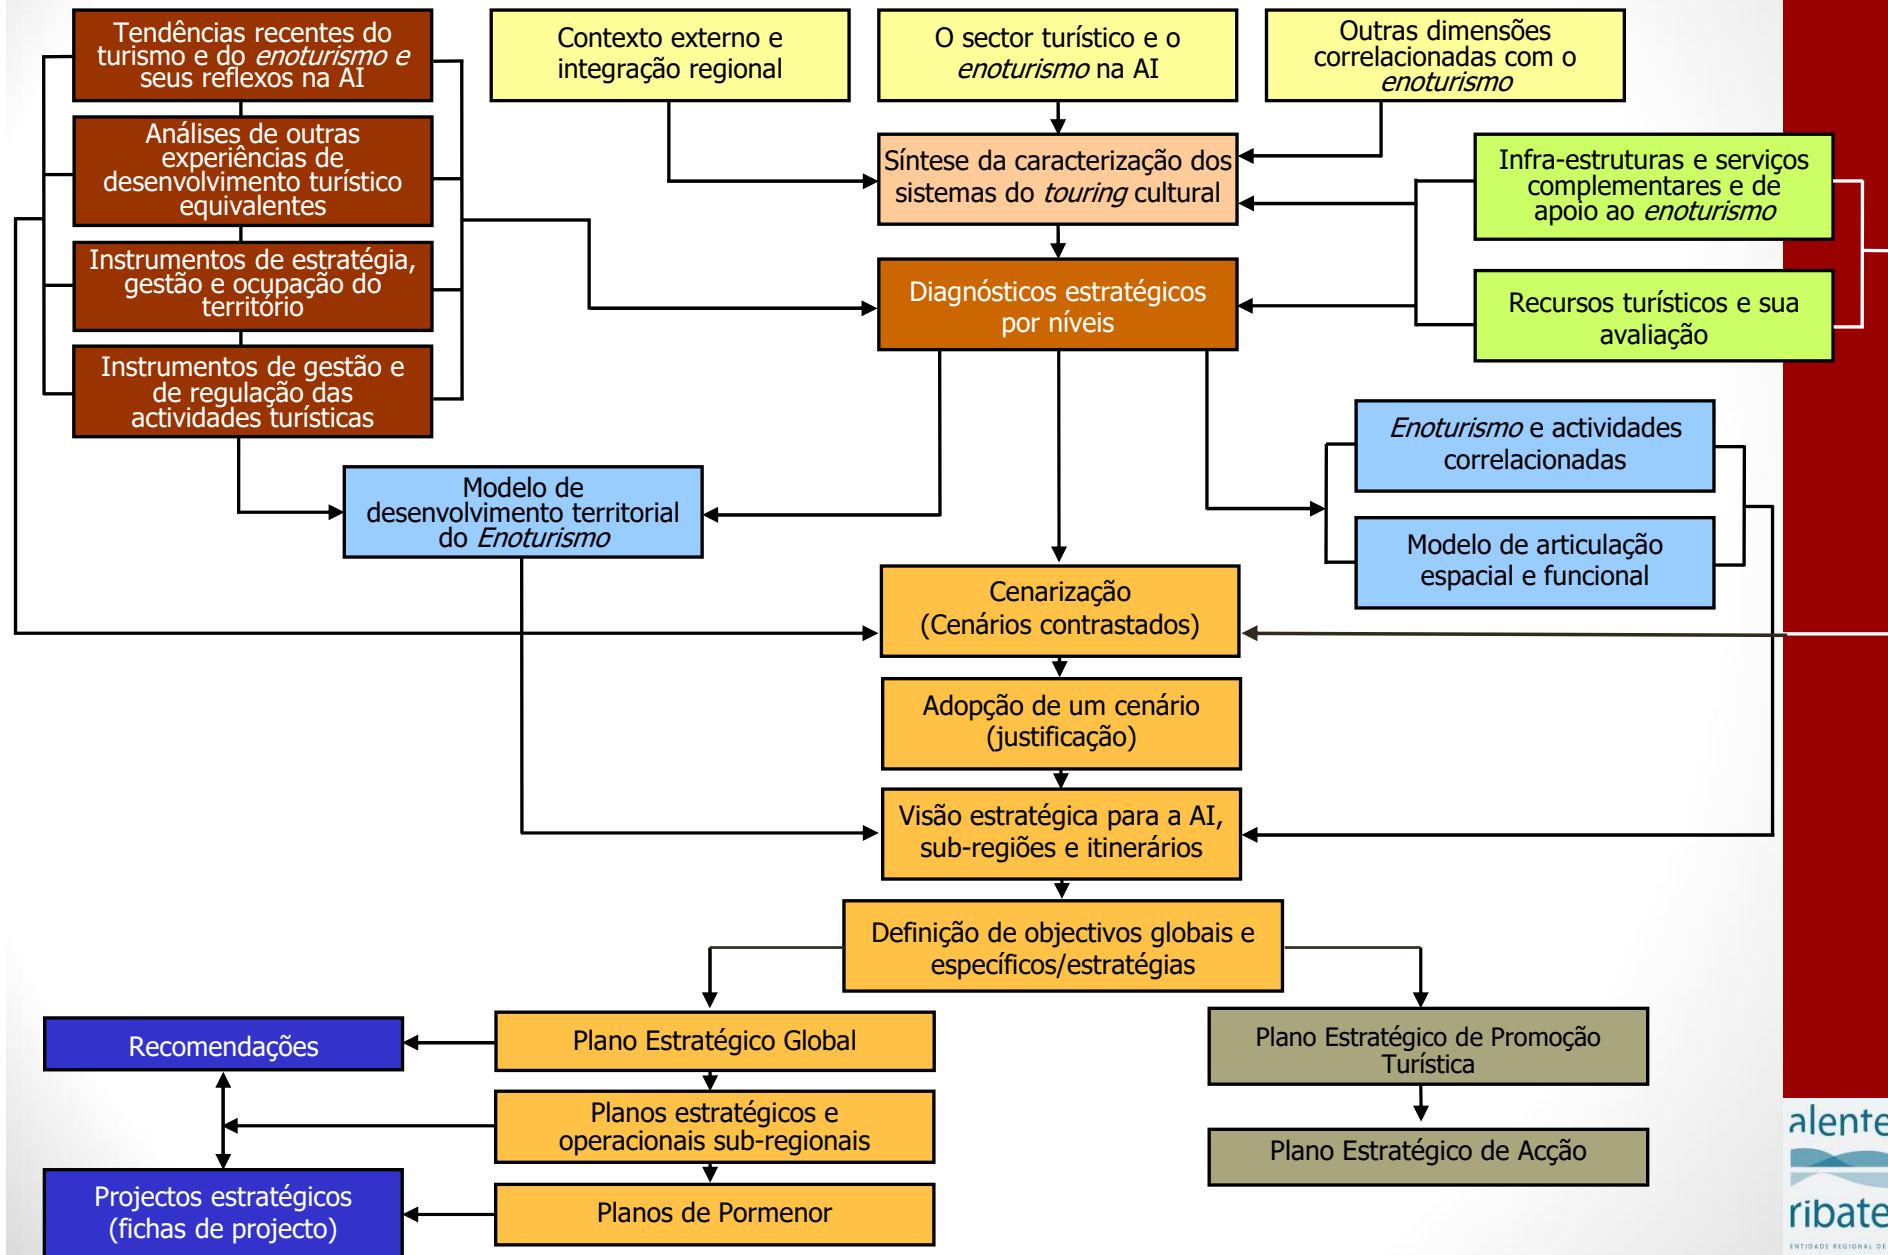 Tendências recentes do
turismo e do enoturismo e
seus reflexos na AI
Contexto externo e
integração regional
O sector turístico e o
enoturismo na AI
Outras dimensões
correlacionadas com o
enoturismo
Análises de outras
experiências de
desenvolvimento turístico
equivalentes
Síntese da caracterização dos
sistemas do touring cultural
Infra-estruturas e serviços
complementares e de
apoio ao enoturismo
Instrumentos de estratégia,
gestão e ocupação do
território
Diagnósticos estratégicos
por níveis
Recursos turísticos e sua
avaliação
Instrumentos de gestão e
de regulação das
actividades turísticas
Enoturismo e actividades
correlacionadas
Modelo de
desenvolvimento territorial
do Enoturismo
Modelo de articulação
espacial e funcional
Cenarização
(Cenários contrastados)
Adopção de um cenário
(justificação)
Visão estratégica para a AI,
sub-regiões e itinerários
Definição de objectivos globais e
específicos/estratégias
Recomendações
Plano Estratégico Global
Plano Estratégico de Promoção
Turística
Planos estratégicos e
operacionais sub-regionais
Plano Estratégico de Acção
Projectos estratégicos
(fichas de projecto)
Planos de Pormenor
alente
ribate
ENTIDADE REGIONAL DE